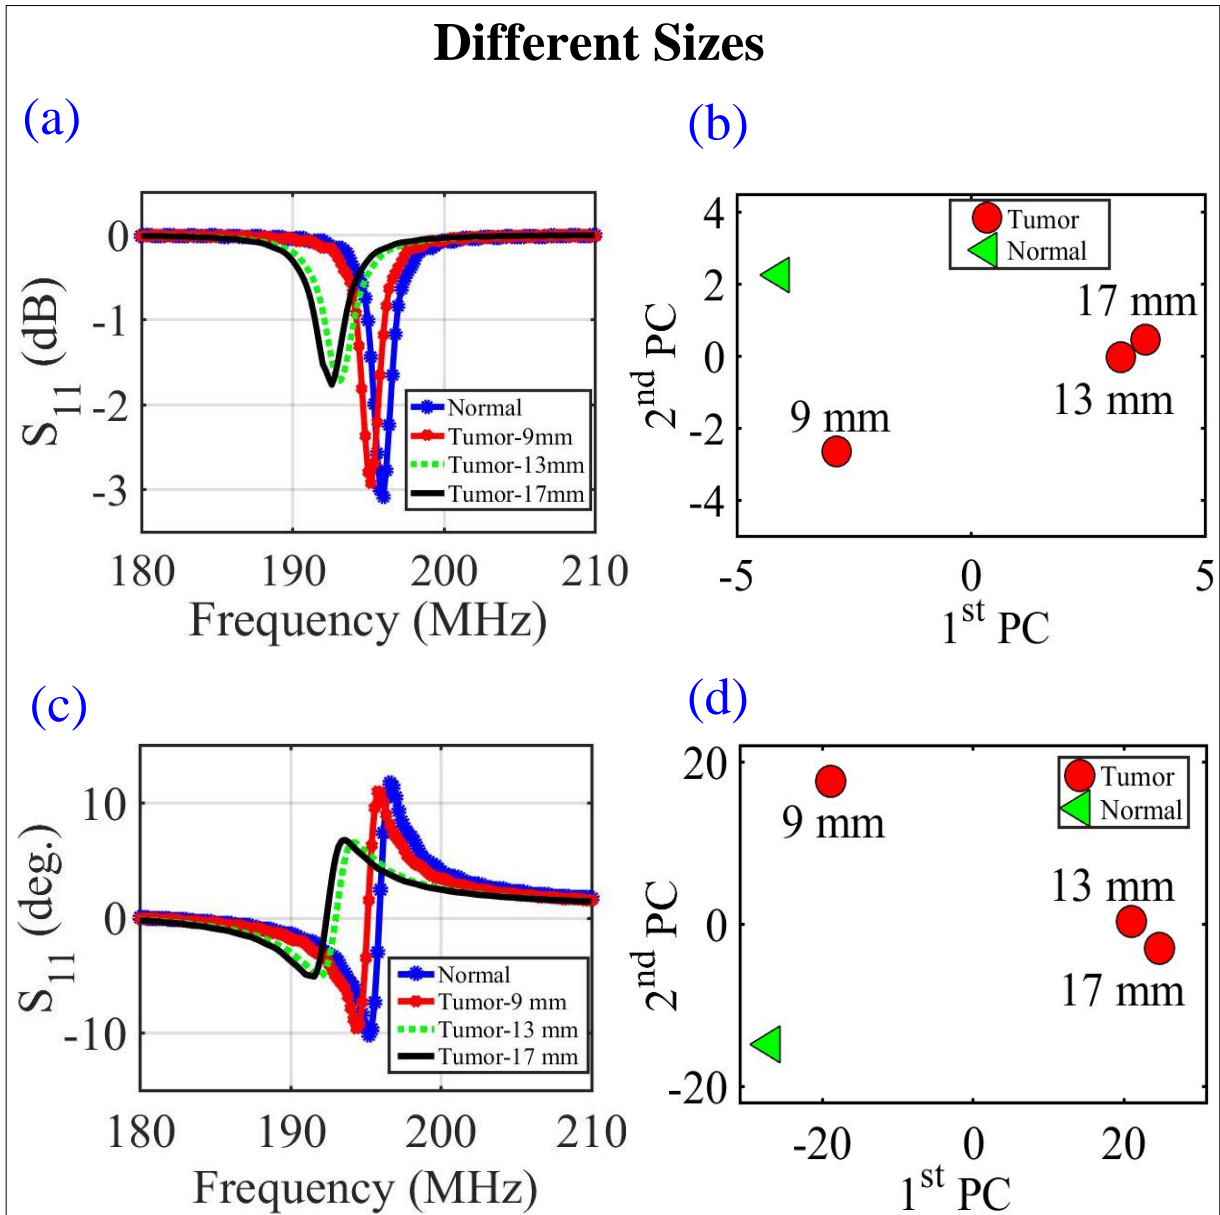 Different Sizes
(a)
0
-1
-2
-3
S11 (dB)
Normal
Tumor-9mm
Tumor-13mm
Tumor-17mm
180 190 200 210
Frequency (MHz)
(b)
4
2
0
-2
-4
2nd PC
Tumor
Normal
17 mm
13 mm
9 mm
-5 0 5
1st PC
(c)
10
0
-10
S11 (deg.)
Normal
Tumor-9 mm
Tumor-13 mm
Tumor-17 mm
180 190 200 210
Frequency (MHz)
(d)
20
0
-20
2nd PC
Tumor
Normal
9 mm
13 mm
17 mm
-20 0 20
1st PC